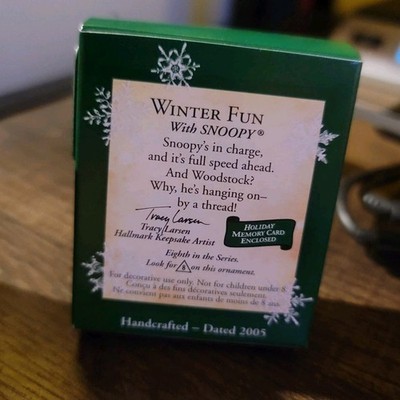 WINTER FUN
With SNOOPY®
Snoopy's in charge,
and it's full speed ahead.
And Woodstock?
Why, he's hanging on–
by a thread!
Tracy Larsen
Tracy Larsen
Hallmark Keepsake Artist
HOLIDAY
MEMORY CARD
ENCLOSED
Eighth in the Series.
Look for 8 on this ornament.
For decorative use only. Not for children under 8.
Conçu à des fins décoratives seulement.
Ne convient pas aux enfants de moins de 8 ans.
Handcrafted – Dated 2005